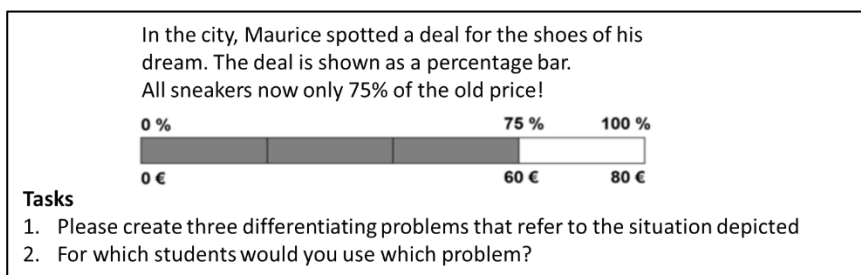 In the city, Maurice spotted a deal for the shoes of his
dream. The deal is shown as a percentage bar.
All sneakers now only 75% of the old price!
0 % 75 % 100 %
0 € 60 € 80 €
Tasks
1. Please create three differentiating problems that refer to the situation depicted
2. For which students would you use which problem?